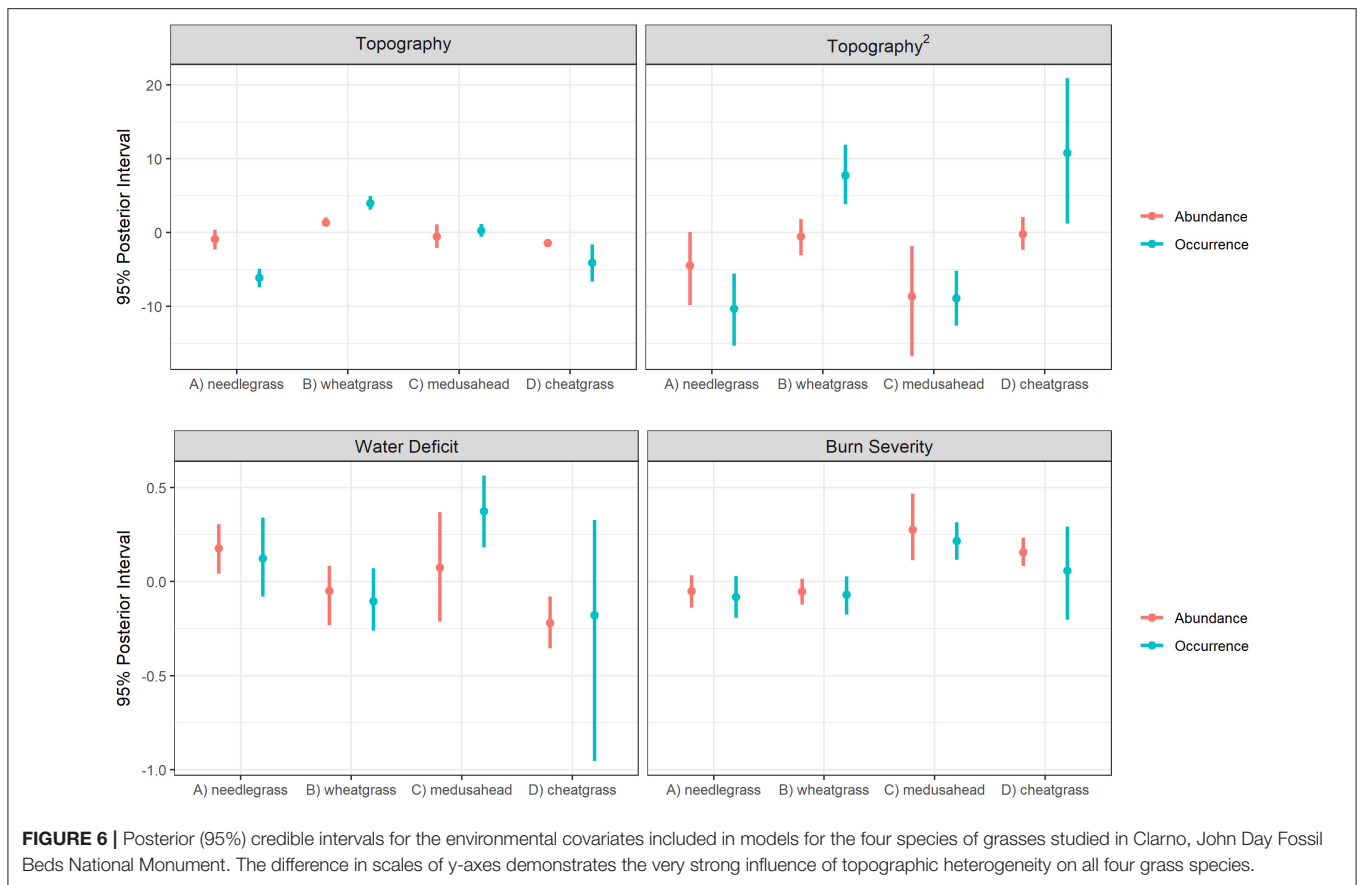 Topography
Topography²
95% Posterior Interval
20
10
0
-10
A) needlegrass B) wheatgrass C) medusahead D) cheatgrass
A) needlegrass B) wheatgrass C) medusahead D) cheatgrass
Abundance
Occurrence
Water Deficit
Burn Severity
95% Posterior Interval
0.5
0.0
-0.5
-1.0
A) needlegrass B) wheatgrass C) medusahead D) cheatgrass
A) needlegrass B) wheatgrass C) medusahead D) cheatgrass
Abundance
Occurrence
FIGURE 6 | Posterior (95%) credible intervals for the environmental covariates included in models for the four species of grasses studied in Clarno, John Day Fossil
Beds National Monument. The difference in scales of y-axes demonstrates the very strong influence of topographic heterogeneity on all four grass species.